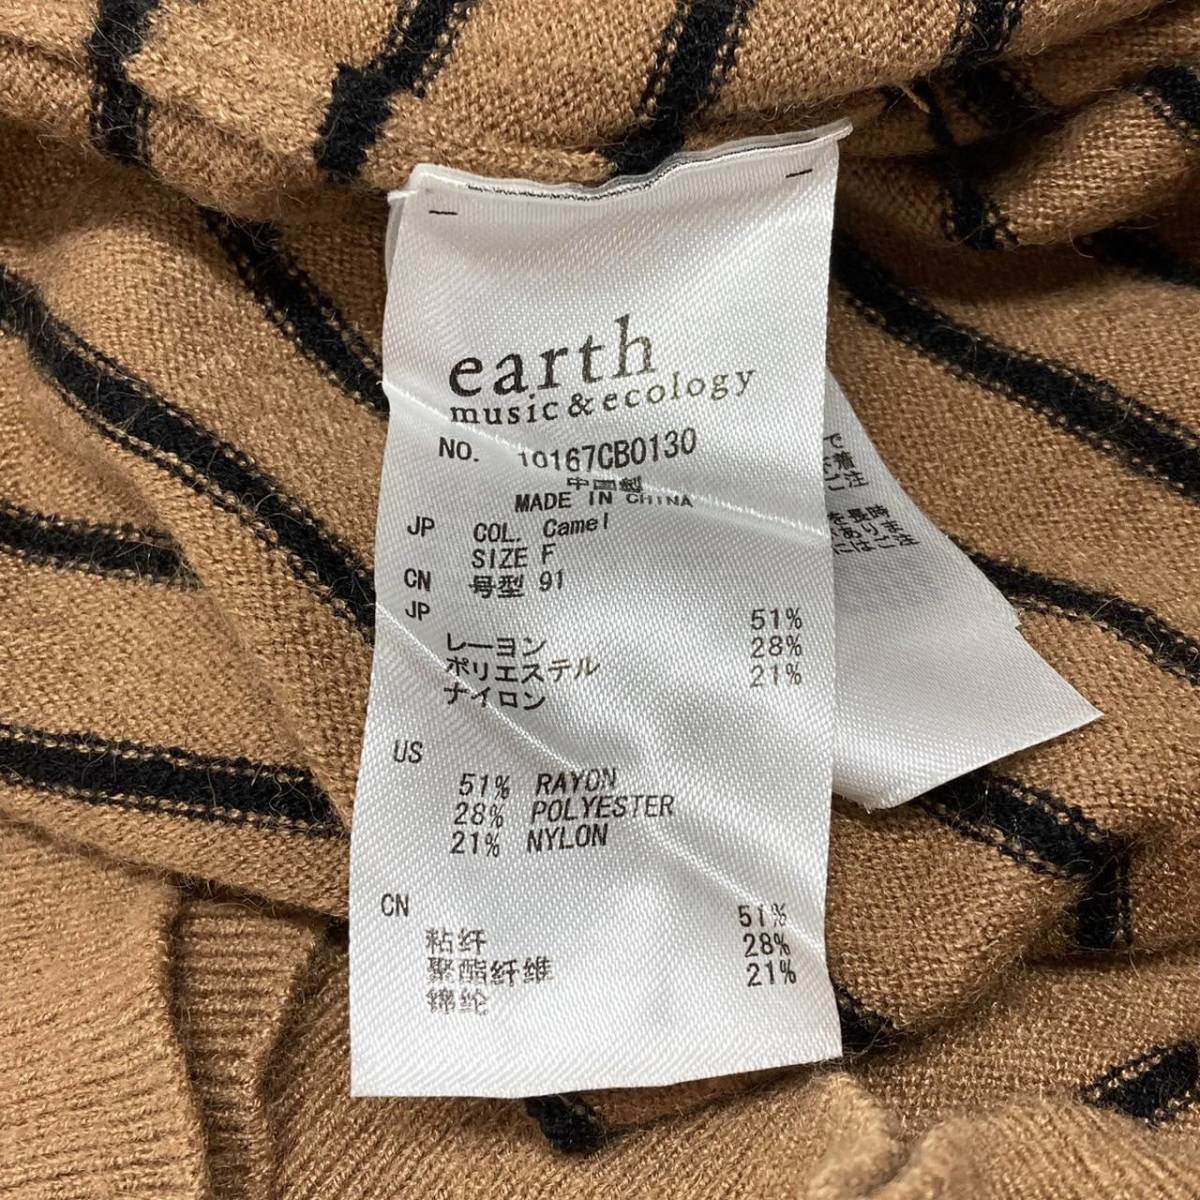 earth
music & ecology
NO. 10167CB0130
中国製
MADE IN CHINA
JP COL. Camel
SIZE F
CN 号型 91
JP
レーヨン 51%
ポリエステル 28%
ナイロン 21%
US
51% RAYON
28% POLYESTER
21% NYLON
CN
粘纤 51%
聚酯纤维 28%
锦纶 21%